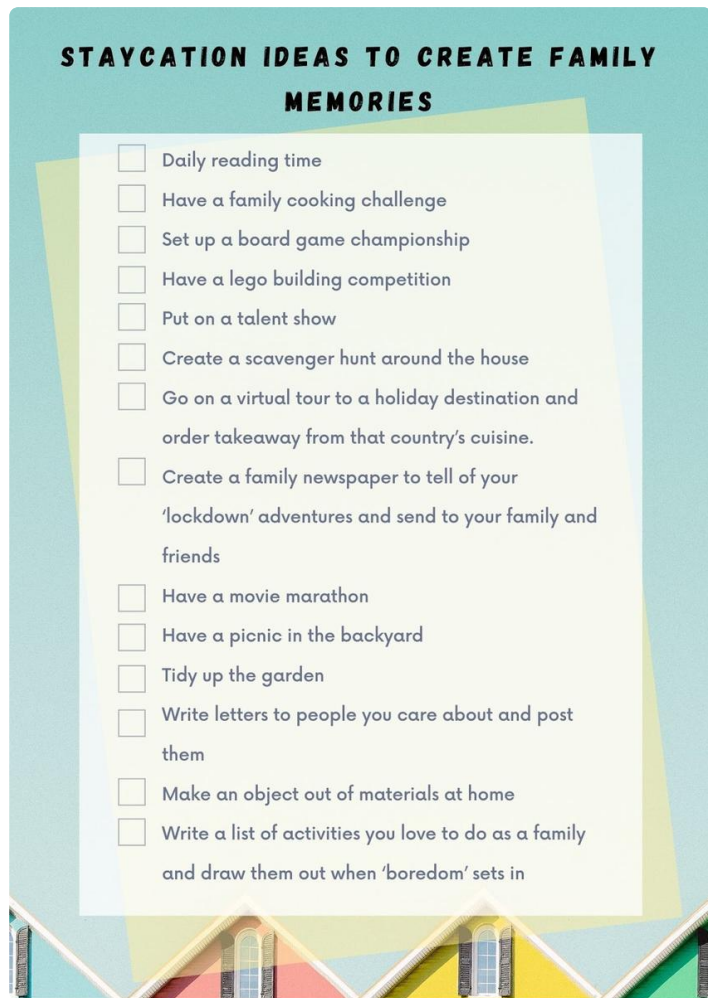 STAYCATION IDEAS TO CREATE FAMILY
MEMORIES
Daily reading time
Have a family cooking challenge
Set up a board game championship
Have a lego building competition
Put on a talent show
Create a scavenger hunt around the house
Go on a virtual tour to a holiday destination and
order takeaway from that country's cuisine.
Create a family newspaper to tell of your
'lockdown' adventures and send to your family and
friends
Have a movie marathon
Have a picnic in the backyard
Tidy up the garden
Write letters to people you care about and post
them
Make an object out of materials at home
Write a list of activities you love to do as a family
and draw them out when 'boredom' sets in